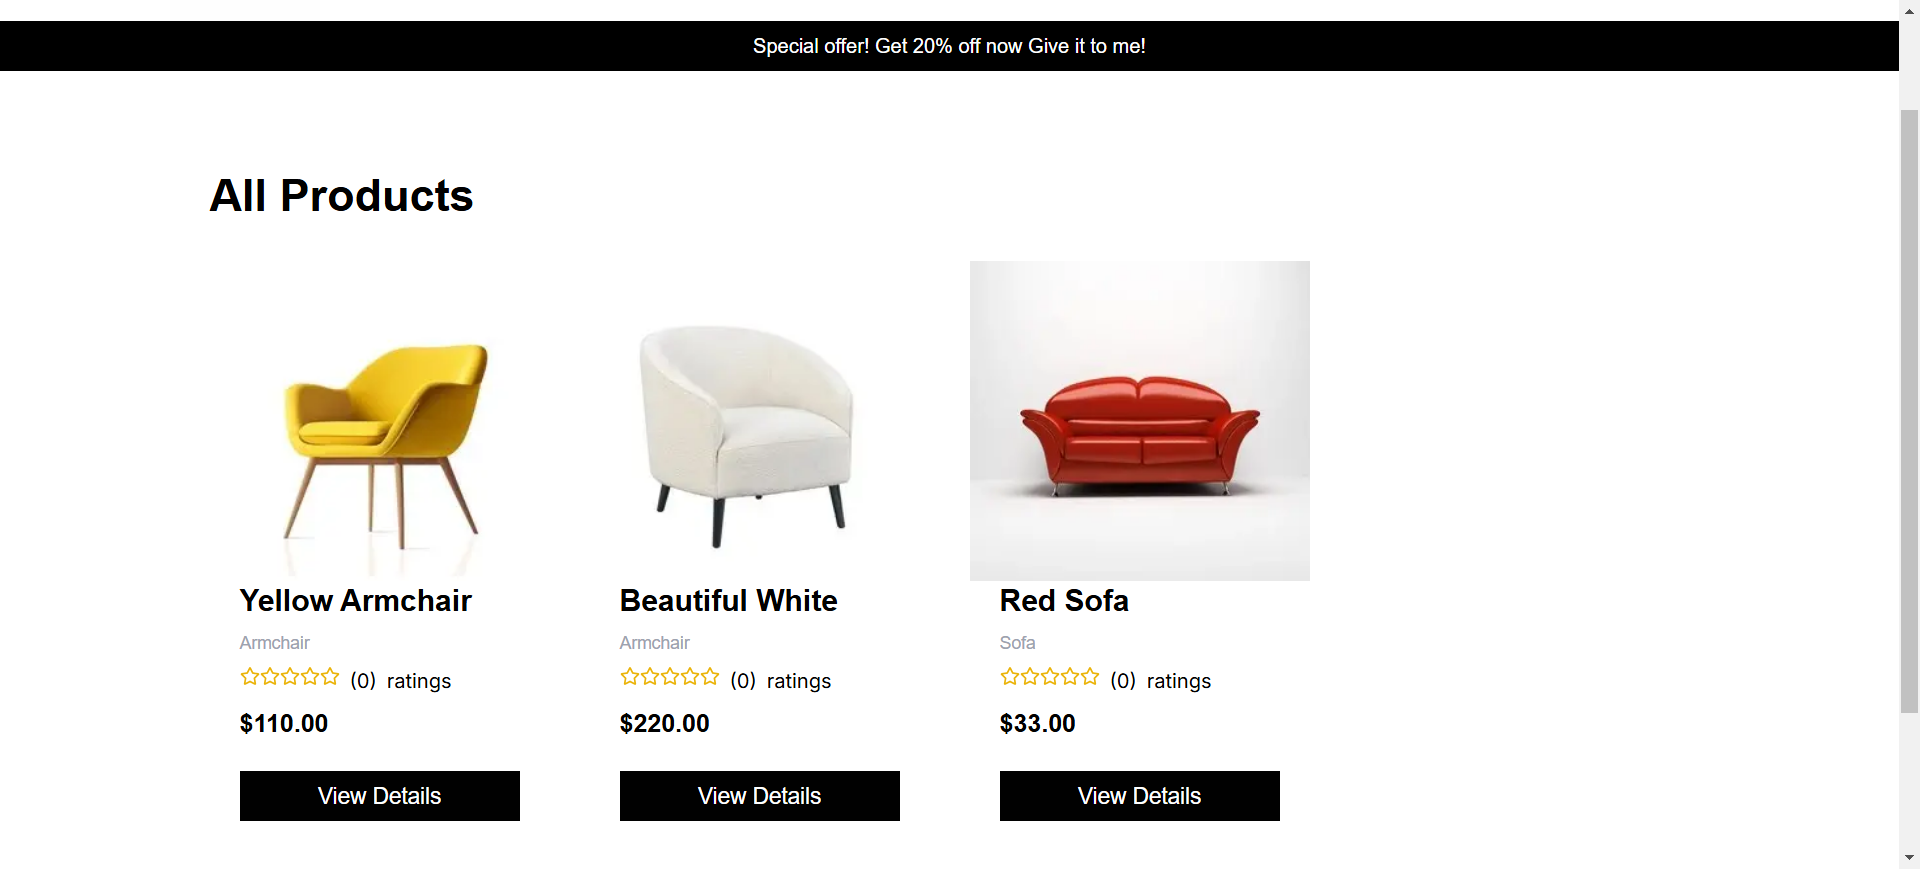 Special offer! Get 20% off now Give it to me!
All Products
Yellow Armchair
Armchair
(0) ratings
$110.00
View Details
Beautiful White
Armchair
(0) ratings
$220.00
View Details
Red Sofa
Sofa
(0) ratings
$33.00
View Details